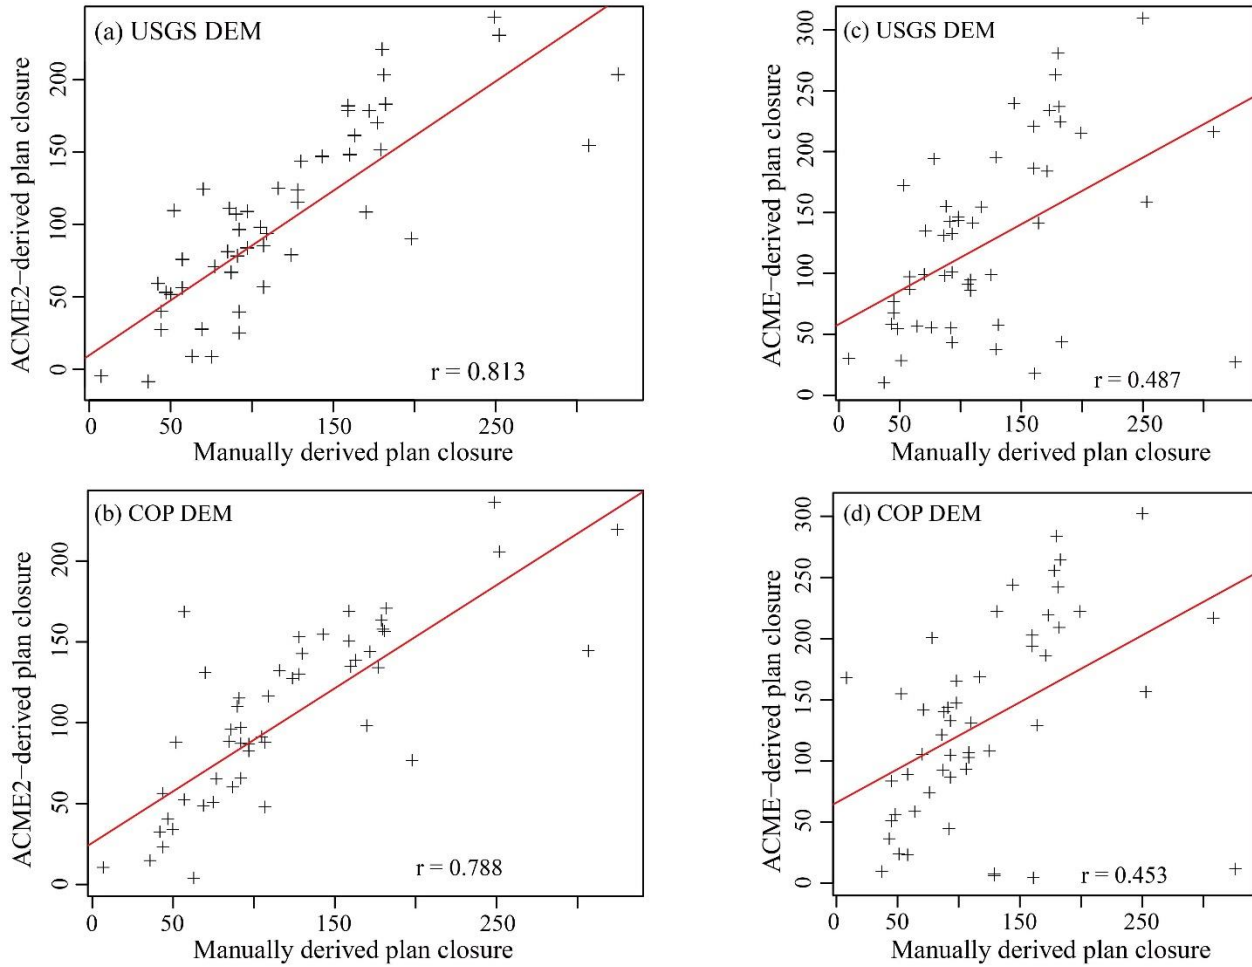 (a) USGS DEM
ACME2-derived plan closure
200
150
100
50
0
r = 0.813
0 50 150 250
Manually derived plan closure
(c) USGS DEM
ACME-derived plan closure
300
250
200
150
100
50
0
r = 0.487
0 50 150 250
Manually derived plan closure
(b) COP DEM
ACME2-derived plan closure
200
150
100
50
0
r = 0.788
0 50 150 250
Manually derived plan closure
(d) COP DEM
ACME-derived plan closure
300
250
200
150
100
50
0
r = 0.453
0 50 150 250
Manually derived plan closure